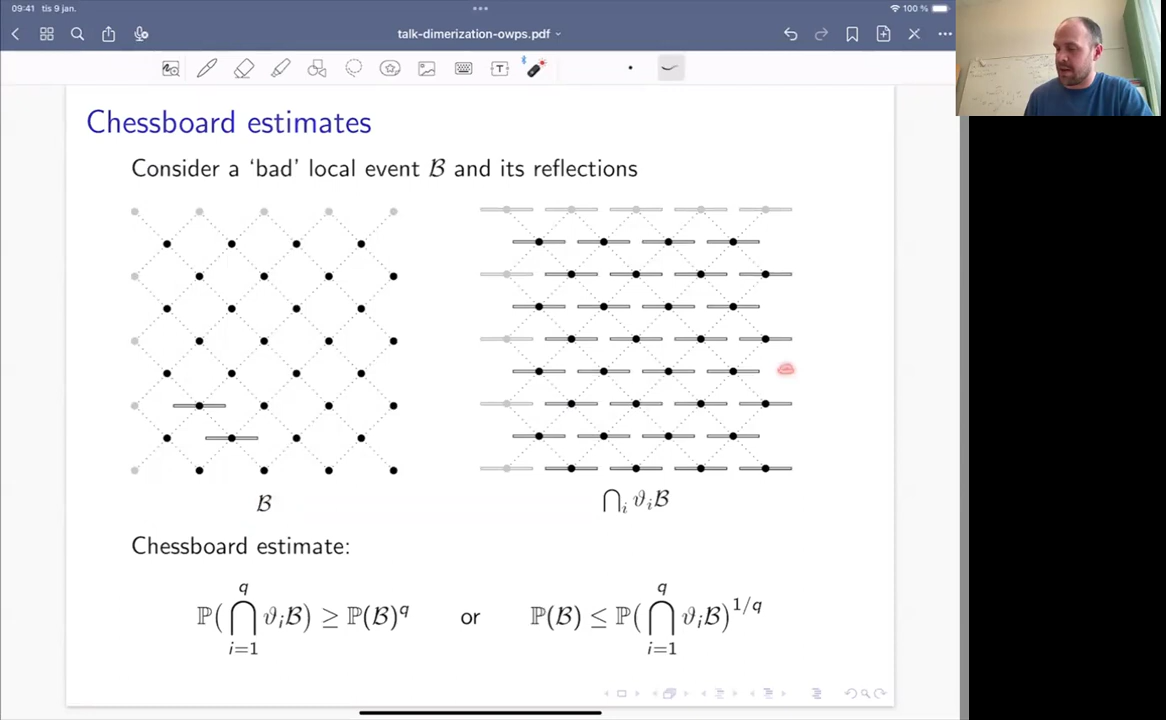 09:41 tis 9 jan.
100 %
talk-dimerization-owps.pdf
Chessboard estimates
Consider a ‘bad’ local event ℬ and its reflections
ℬ
⋂ᵢ ϑᵢℬ
Chessboard estimate:
ℙ(⋂_{i=1}^{q} ϑᵢℬ) ≥ ℙ(ℬ)^q or ℙ(ℬ) ≤ ℙ(⋂_{i=1}^{q} ϑᵢℬ)^{1/q}